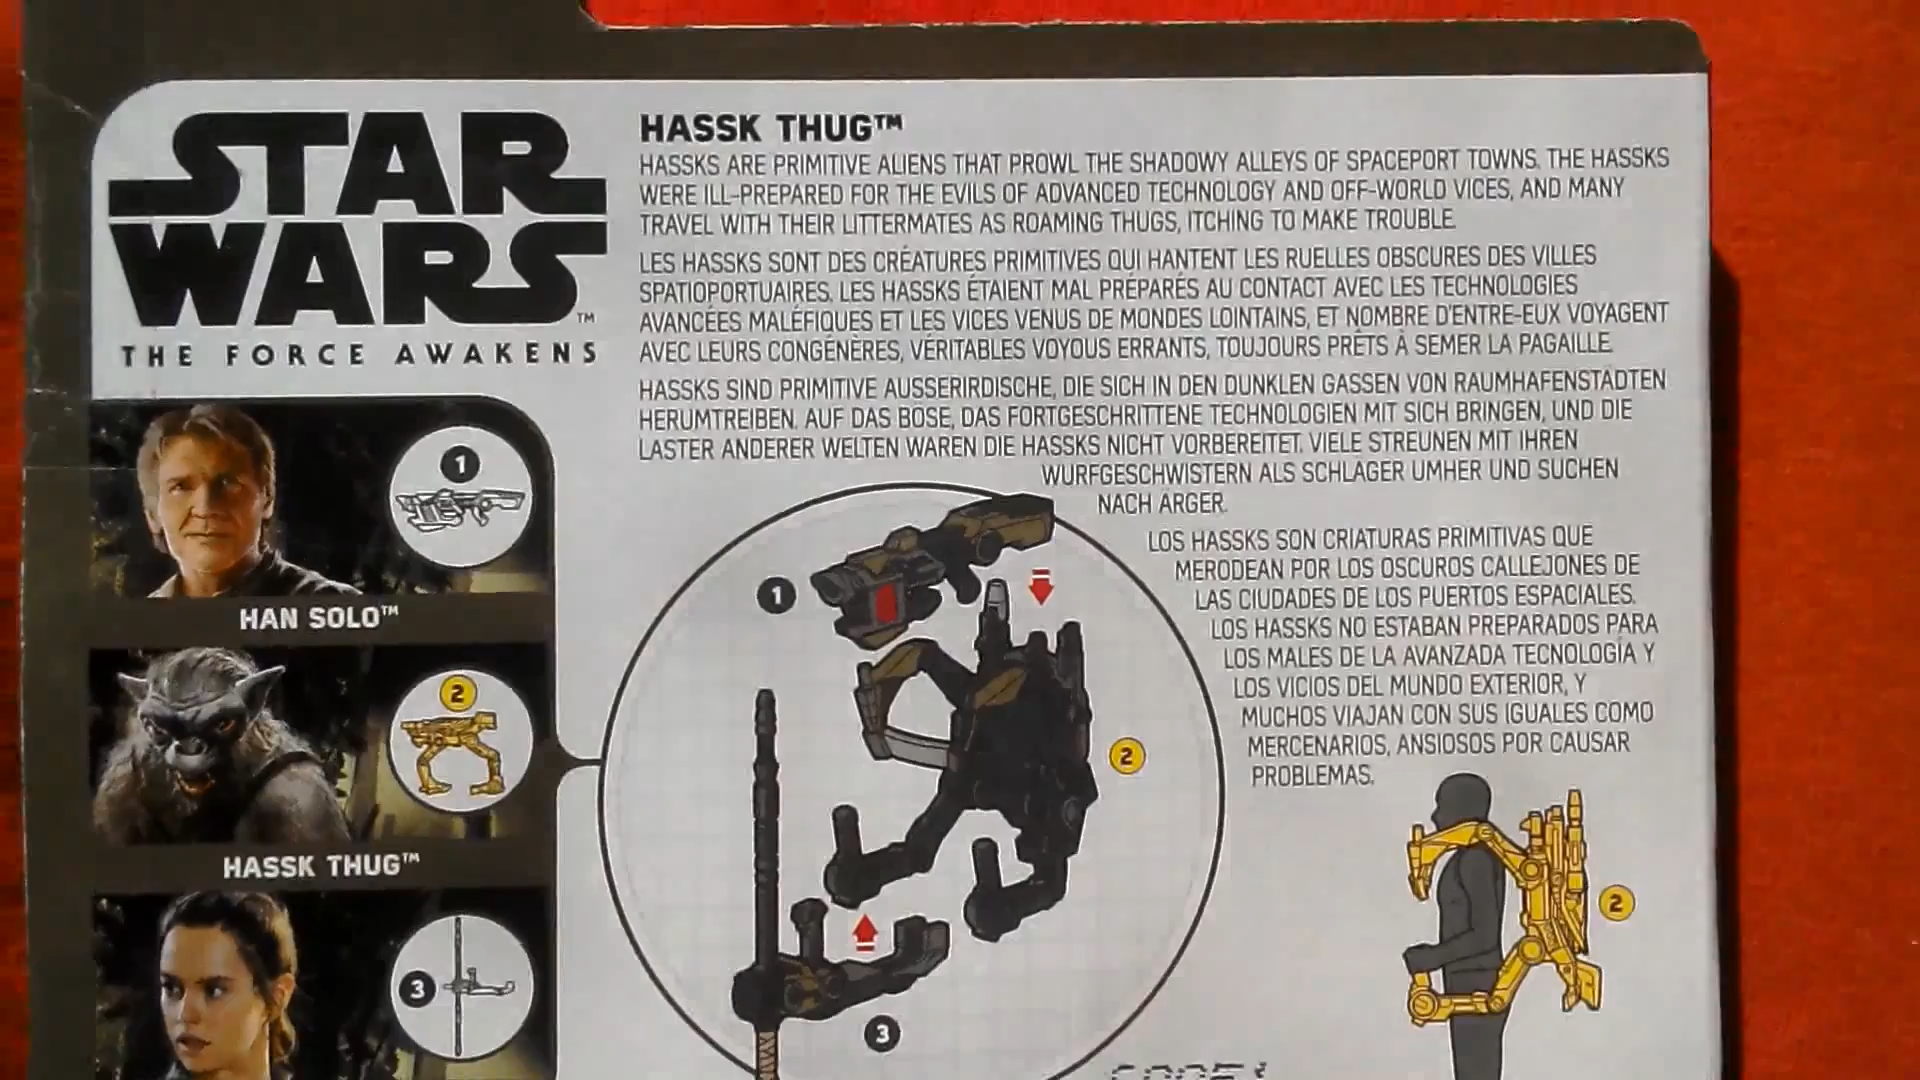 STAR
WARS™
THE FORCE AWAKENS
HASSK THUG™
HASSKS ARE PRIMITIVE ALIENS THAT PROWL THE SHADOWY ALLEYS OF SPACEPORT TOWNS. THE HASSKS
WERE ILL-PREPARED FOR THE EVILS OF ADVANCED TECHNOLOGY AND OFF-WORLD VICES, AND MANY
TRAVEL WITH THEIR LITTERMATES AS ROAMING THUGS, ITCHING TO MAKE TROUBLE.
LES HASSKS SONT DES CRÉATURES PRIMITIVES QUI HANTENT LES RUELLES OBSCURES DES VILLES
SPATIOPORTUAIRES. LES HASSKS ÉTAIENT MAL PRÉPARÉS AU CONTACT AVEC LES TECHNOLOGIES
AVANCÉES MALÉFIQUES ET LES VICES VENUS DE MONDES LOINTAINS, ET NOMBRE D'ENTRE-EUX VOYAGENT
AVEC LEURS CONGÉNÈRES, VÉRITABLES VOYOUS ERRANTS, TOUJOURS PRÊTS À SEMER LA PAGAILLE.
HASSKS SIND PRIMITIVE AUSSERIRDISCHE, DIE SICH IN DEN DUNKLEN GASSEN VON RAUMHAFENSTÄDTEN
HERUMTREIBEN. AUF DAS BÖSE, DAS FORTGESCHRITTENE TECHNOLOGIEN MIT SICH BRINGEN, UND DIE
LASTER ANDERER WELTEN WAREN DIE HASSKS NICHT VORBEREITET. VIELE STREUNEN MIT IHREN
WURFGESCHWISTERN ALS SCHLÄGER UMHER UND SUCHEN
NACH ÄRGER.
LOS HASSKS SON CRIATURAS PRIMITIVAS QUE
MERODEAN POR LOS OSCUROS CALLEJONES DE
LAS CIUDADES DE LOS PUERTOS ESPACIALES.
LOS HASSKS NO ESTABAN PREPARADOS PARA
LOS MALES DE LA AVANZADA TECNOLOGÍA Y
LOS VICIOS DEL MUNDO EXTERIOR, Y
MUCHOS VIAJAN CON SUS IGUALES COMO
MERCENARIOS, ANSIOSOS POR CAUSAR
PROBLEMAS.
1
HAN SOLO™
2
HASSK THUG™
3
1
2
3
2